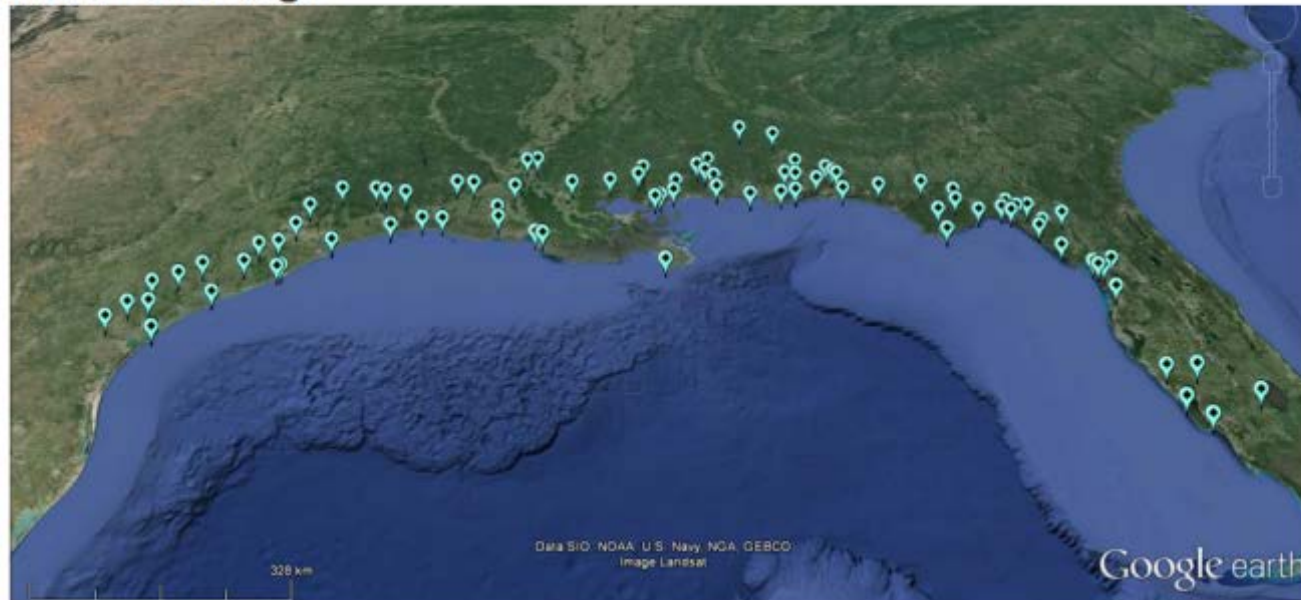 328 km
Data SIO, NOAA, U.S. Navy, NGA, GEBCO
Image Landsat
Google earth